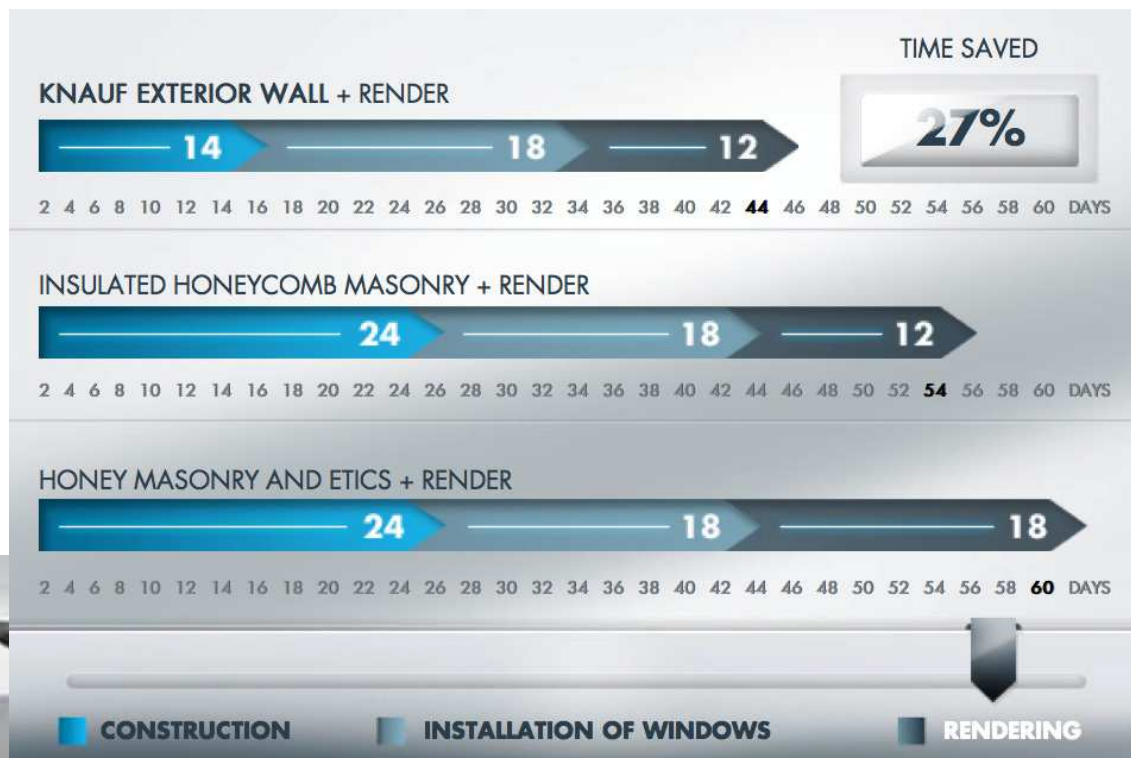 TIME SAVED
27%
KNAUF EXTERIOR WALL + RENDER
14 18 12
2 4 6 8 10 12 14 16 18 20 22 24 26 28 30 32 34 36 38 40 42 44 46 48 50 52 54 56 58 60 DAYS
INSULATED HONEYCOMB MASONRY + RENDER
24 18 12
2 4 6 8 10 12 14 16 18 20 22 24 26 28 30 32 34 36 38 40 42 44 46 48 50 52 54 56 58 60 DAYS
HONEY MASONRY AND ETICS + RENDER
24 18 18
2 4 6 8 10 12 14 16 18 20 22 24 26 28 30 32 34 36 38 40 42 44 46 48 50 52 54 56 58 60 DAYS
CONSTRUCTION INSTALLATION OF WINDOWS RENDERING